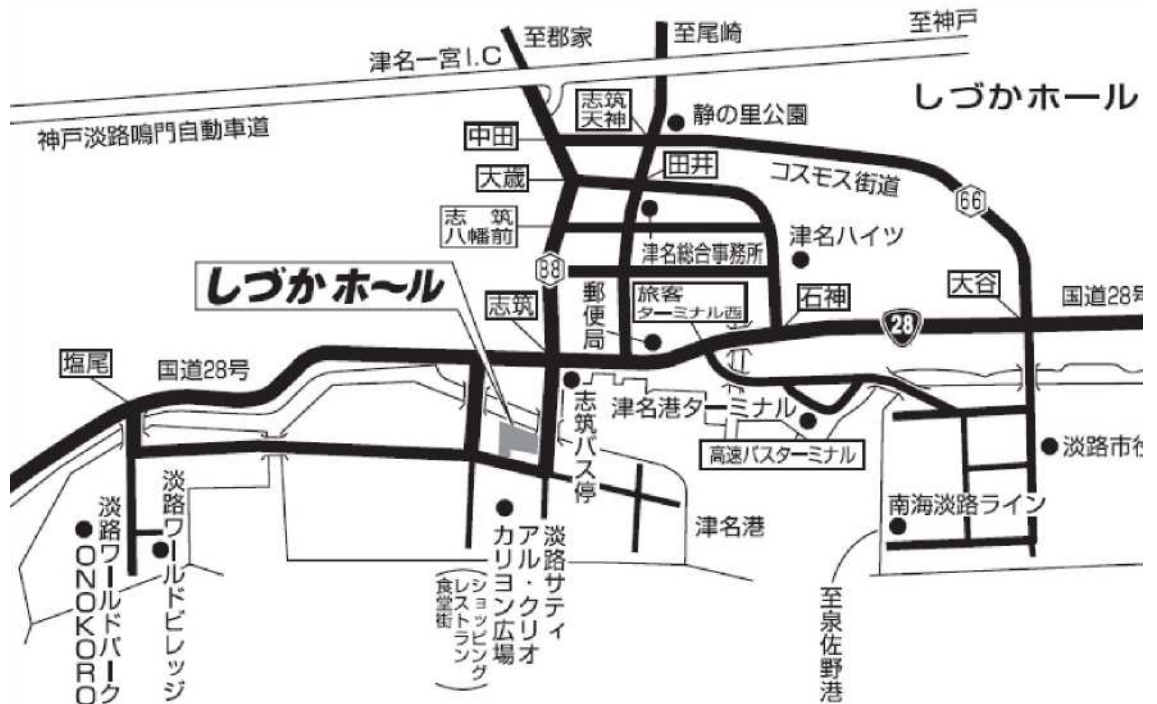 至郡家
至尾崎
至神戸
津名一宮I.C
しづかホール
神戸淡路鳴門自動車道
志筑
天神
静の里公園
中田
大歳
田井
コスモス街道
66
志筑
八幡前
津名総合事務所
津名ハイツ
88
しづかホ〜ル
志筑
郵便局
旅客
ターミナル西
石神
大谷
国道28号
28
塩尾
国道28号
志筑バス停
津名港ターミナル
高速バスターミナル
淡路市役
南海淡路ライン
津名港
淡路ワールドパーク
ONOKORO
淡路ワールドビレッジ
淡路サティ
アル・クリオ
カリヨン広場
(ショッピング
レストラン
食堂街)
至泉佐野港